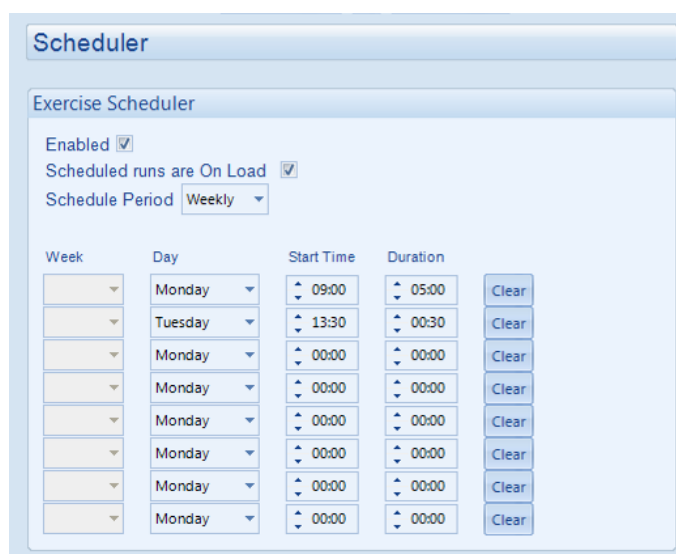 Scheduler
Exercise Scheduler
Enabled
Scheduled runs are On Load
Schedule Period Weekly
Week Day Start Time Duration
Monday 09:00 05:00 Clear
Tuesday 13:30 00:30 Clear
Monday 00:00 00:00 Clear
Monday 00:00 00:00 Clear
Monday 00:00 00:00 Clear
Monday 00:00 00:00 Clear
Monday 00:00 00:00 Clear
Monday 00:00 00:00 Clear